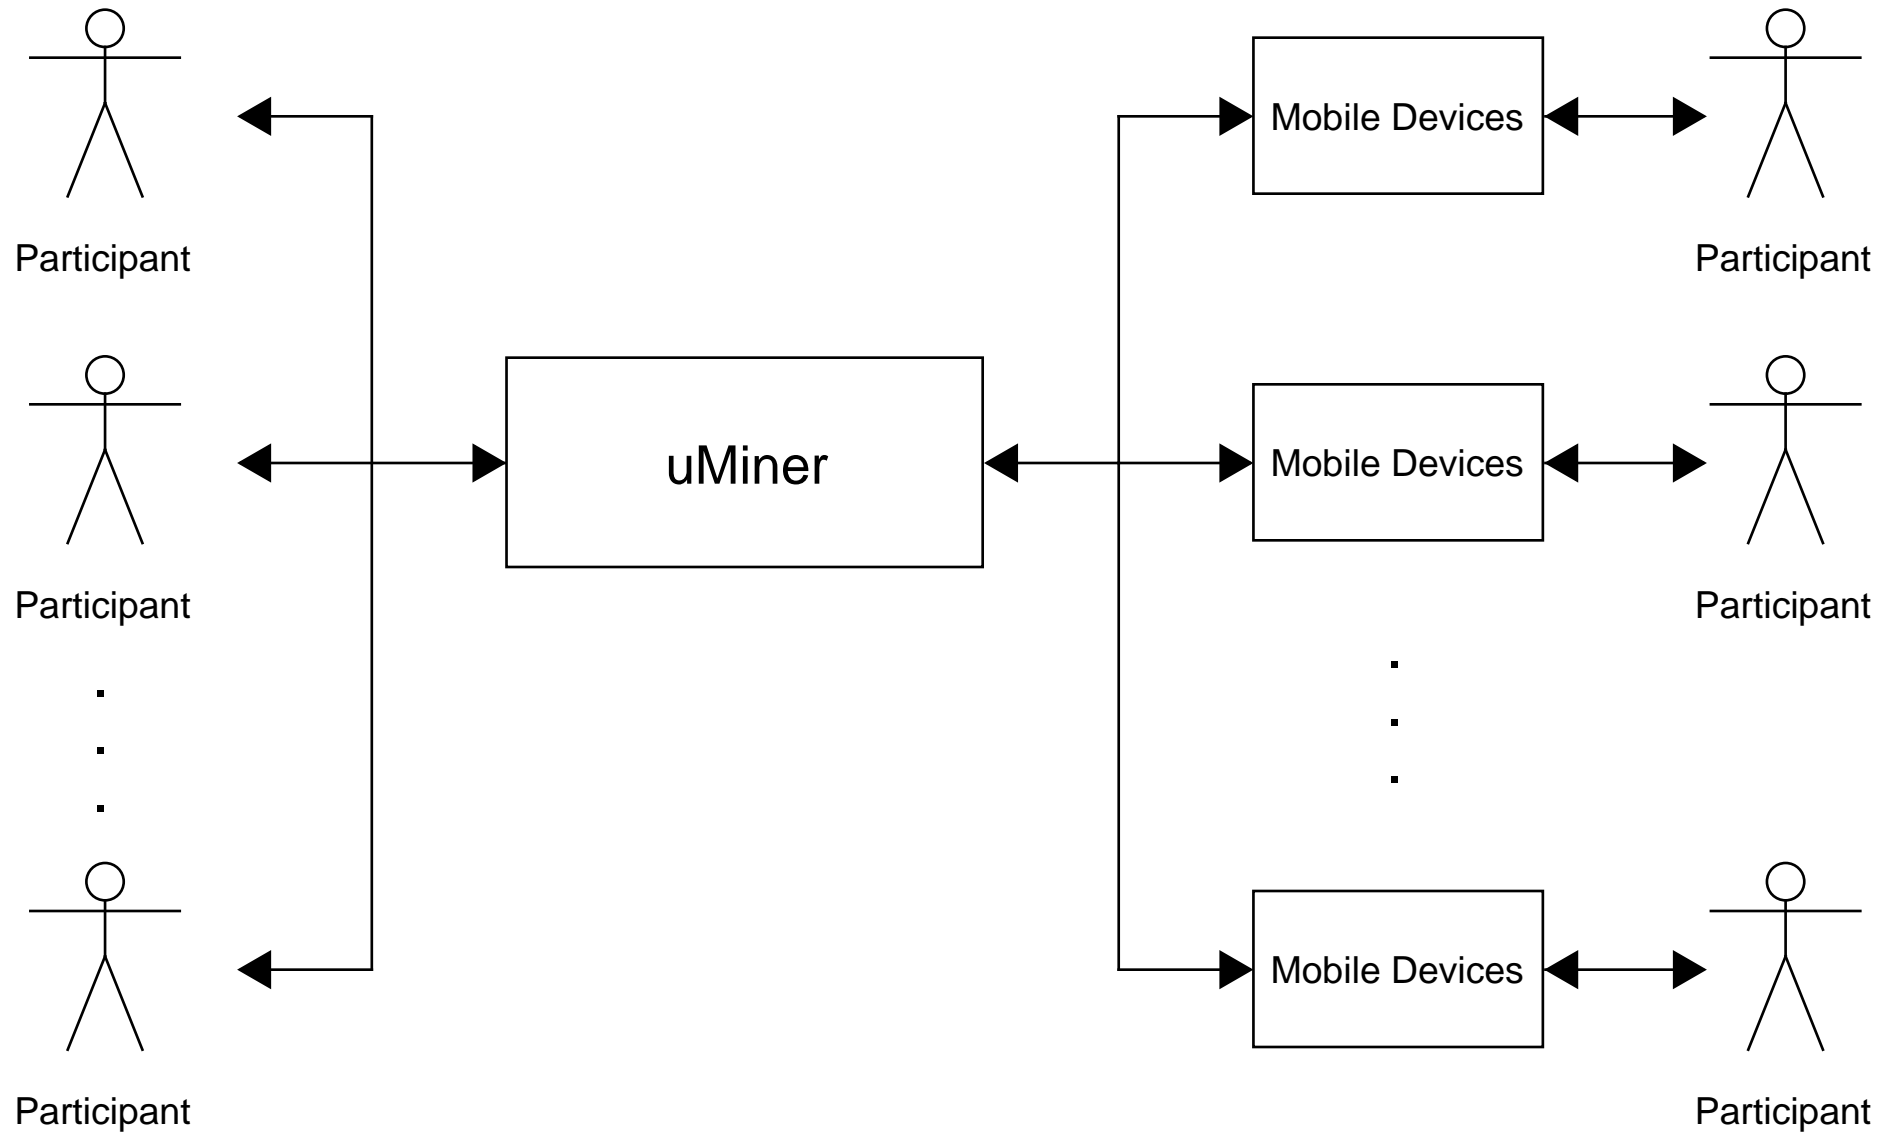 Mobile Devices
Participant
Participant
uMiner
Mobile Devices
Participant
Participant
Mobile Devices
Participant
Participant